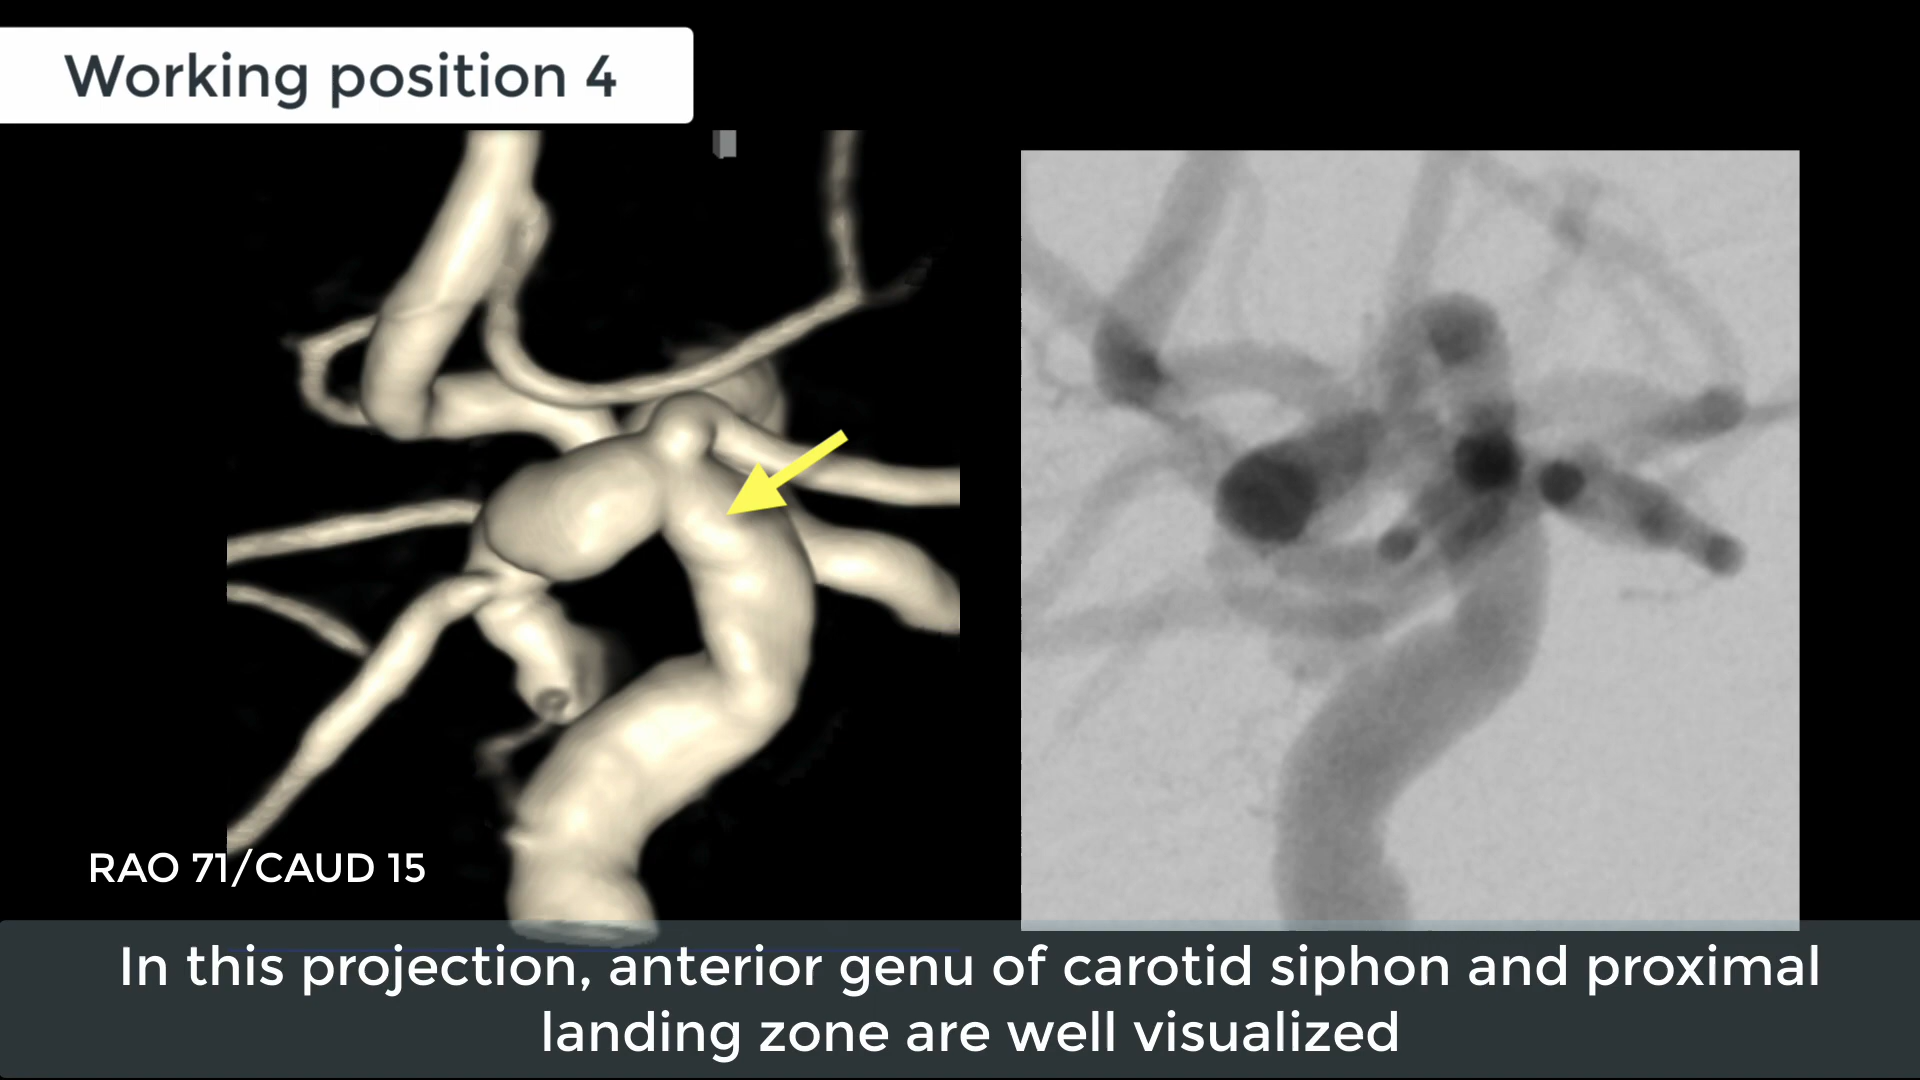 Working position 4
RAO 71/CAUD 15
In this projection, anterior genu of carotid siphon and proximal
landing zone are well visualized